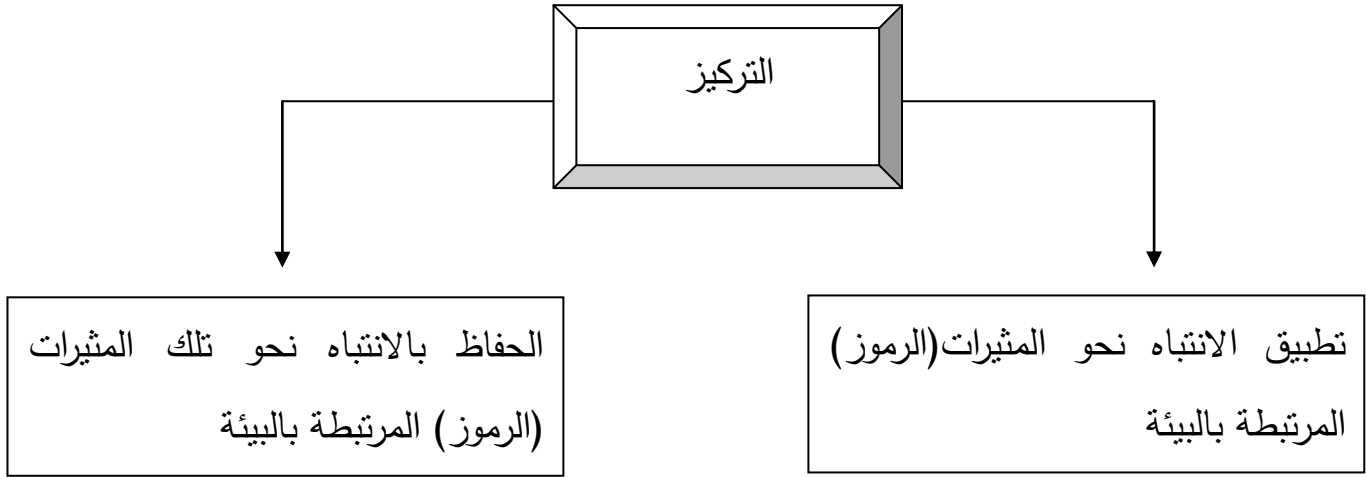 التركيز
تطبيق الانتباه نحو المثيرات(الرموز)
المرتبطة بالبيئة
الحفاظ بالانتباه نحو تلك المثيرات
(الرموز) المرتبطة بالبيئة